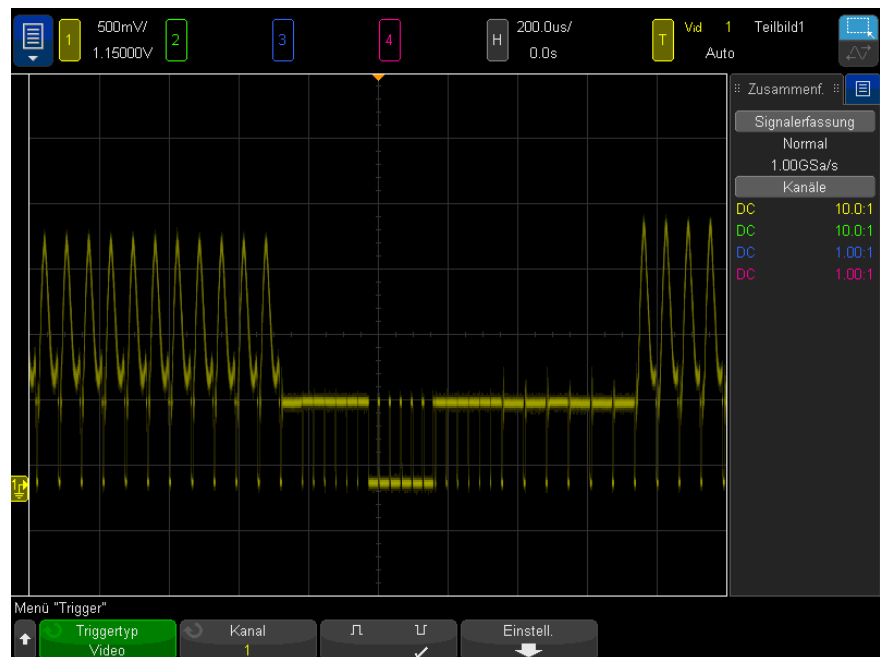 1 500mV/ 1.15000V
2
3
4
H 200.0us/ 0.0s
T Vid 1 Teilbild1 Auto
Zusammenf.
Signalerfassung
Normal
1.00GSa/s
Kanäle
DC 10.0:1
DC 10.0:1
DC 1.00:1
DC 1.00:1
1
Menü "Trigger"
Triggertyp
Video
Kanal
1
Einstell.